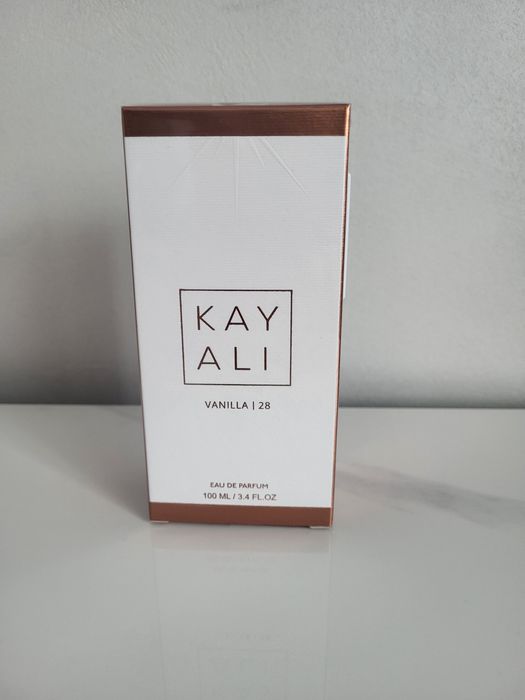 KAY
ALI
VANILLA | 28
EAU DE PARFUM
100 ML / 3.4 FL.OZ